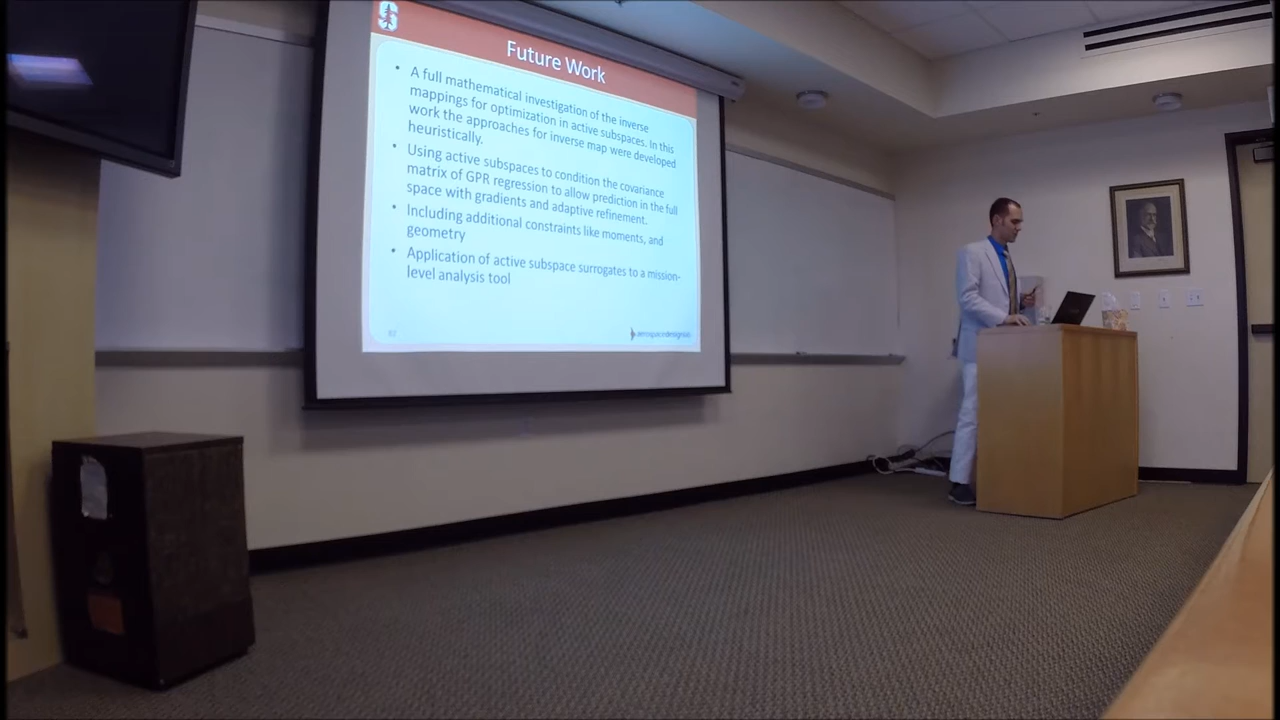 Future Work
• A full mathematical investigation of the inverse
mappings for optimization in active subspaces. In this
work the approaches for inverse map were developed
heuristically.
• Using active subspaces to condition the covariance
matrix of GPR regression to allow prediction in the full
space with gradients and adaptive refinement.
• Including additional constraints like moments, and
geometry
• Application of active subspace surrogates to a mission-
level analysis tool
aerospacedesignlab